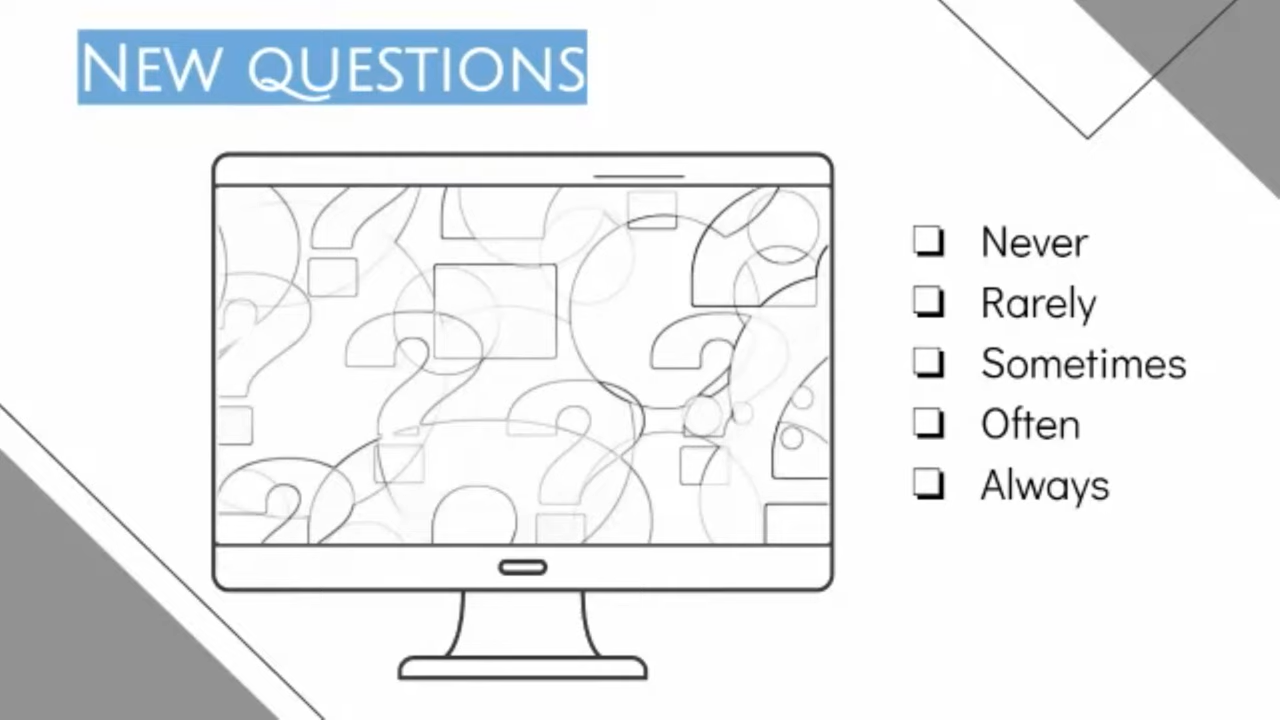 New questions
Never
Rarely
Sometimes
Often
Always